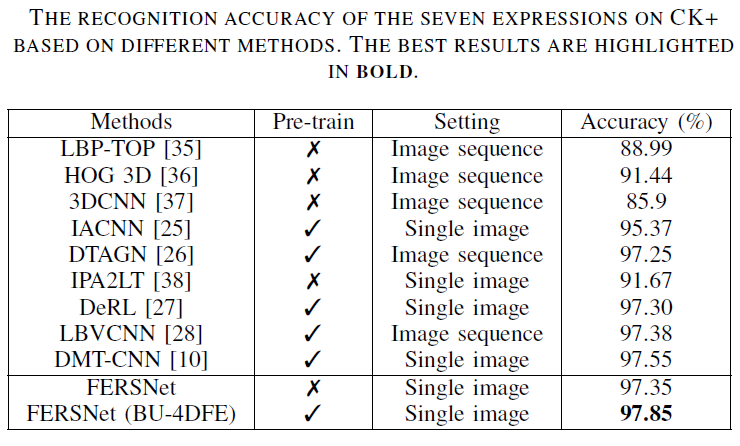 THE RECOGNITION ACCURACY OF THE SEVEN EXPRESSIONS ON CK+
BASED ON DIFFERENT METHODS. THE BEST RESULTS ARE HIGHLIGHTED
IN BOLD.
Methods Pre-train Setting Accuracy (%)
LBP-TOP [35] ✗ Image sequence 88.99
HOG 3D [36] ✗ Image sequence 91.44
3DCNN [37] ✗ Image sequence 85.9
IACNN [25] ✓ Single image 95.37
DTAGN [26] ✓ Image sequence 97.25
IPA2LT [38] ✗ Single image 91.67
DeRL [27] ✓ Single image 97.30
LBVCNN [28] ✓ Image sequence 97.38
DMT-CNN [10] ✓ Single image 97.55
FERSNet ✗ Single image 97.35
FERSNet (BU-4DFE) ✓ Single image 97.85